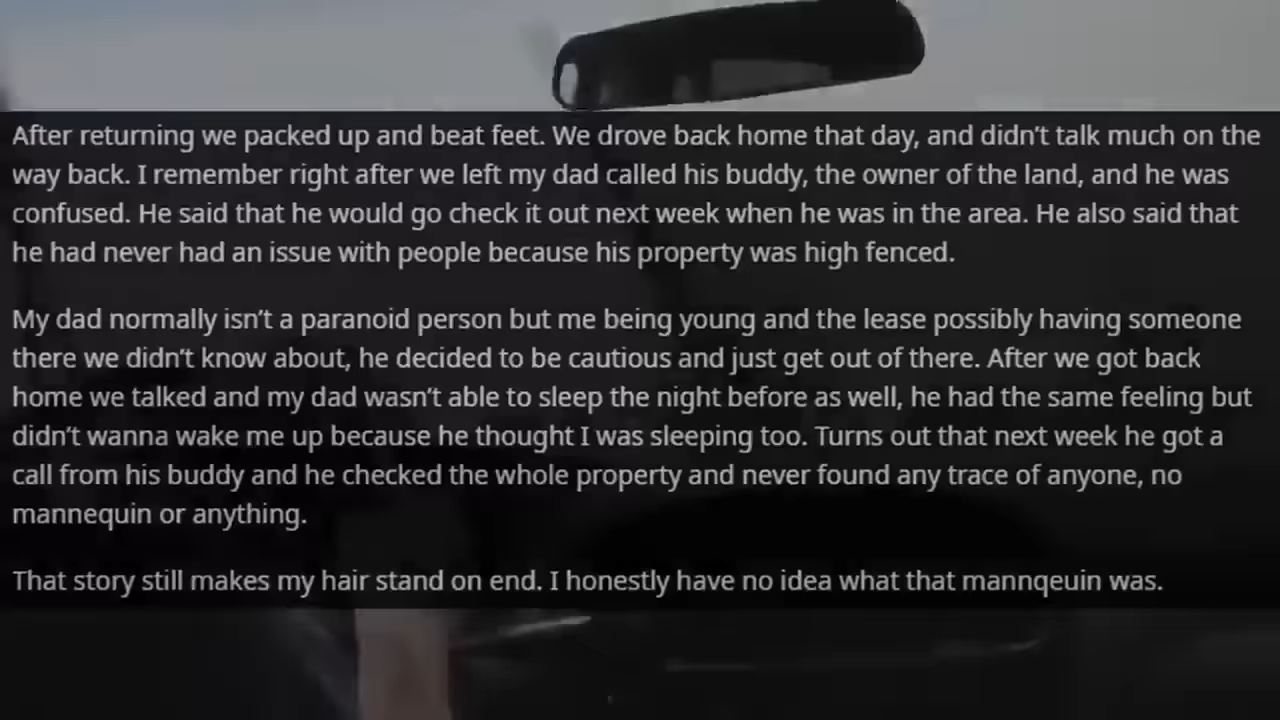 After returning we packed up and beat feet. We drove back home that day, and didn't talk much on the
way back. I remember right after we left my dad called his buddy, the owner of the land, and he was
confused. He said that he would go check it out next week when he was in the area. He also said that
he had never had an issue with people because his property was high fenced.
My dad normally isn't a paranoid person but me being young and the lease possibly having someone
there we didn't know about, he decided to be cautious and just get out of there. After we got back
home we talked and my dad wasn't able to sleep the night before as well, he had the same feeling but
didn't wanna wake me up because he thought I was sleeping too. Turns out that next week he got a
call from his buddy and he checked the whole property and never found any trace of anyone, no
mannequin or anything.
That story still makes my hair stand on end. I honestly have no idea what that mannqeuin was.